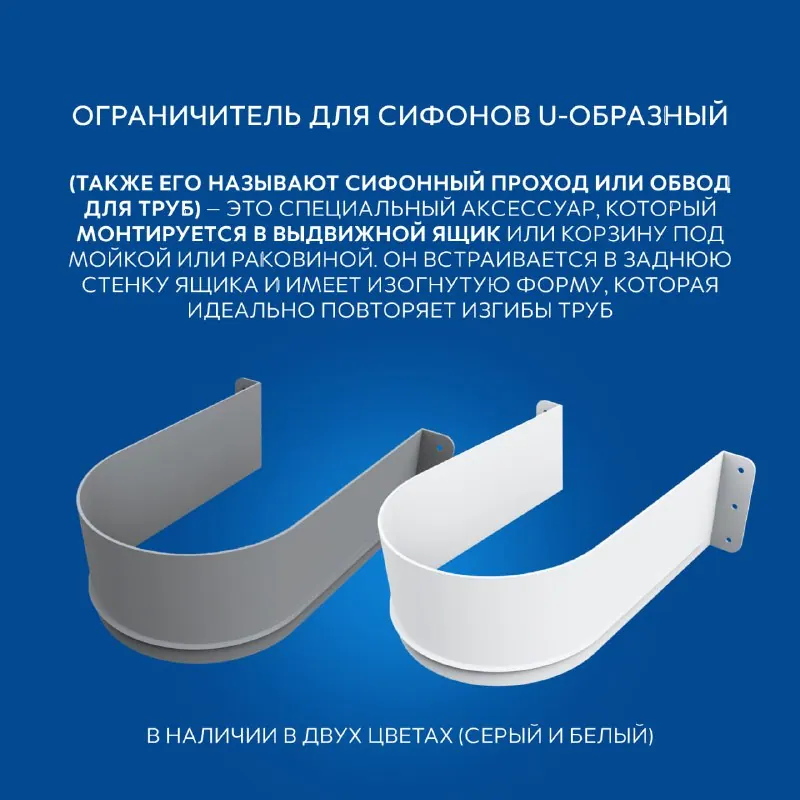 ОГРАНИЧИТЕЛЬ ДЛЯ СИФОНОВ U-ОБРАЗНЫЙ
(ТАКЖЕ ЕГО НАЗЫВАЮТ СИФОННЫЙ ПРОХОД ИЛИ ОБВОД
ДЛЯ ТРУБ) – ЭТО СПЕЦИАЛЬНЫЙ АКСЕССУАР, КОТОРЫЙ
МОНТИРУЕТСЯ В ВЫДВИЖНОЙ ЯЩИК ИЛИ КОРЗИНУ ПОД
МОЙКОЙ ИЛИ РАКОВИНОЙ. ОН ВСТРАИВАЕТСЯ В ЗАДНЮЮ
СТЕНКУ ЯЩИКА И ИМЕЕТ ИЗОГНУТУЮ ФОРМУ, КОТОРАЯ
ИДЕАЛЬНО ПОВТОРЯЕТ ИЗГИБЫ ТРУБ
В НАЛИЧИИ В ДВУХ ЦВЕТАХ (СЕРЫЙ И БЕЛЫЙ)